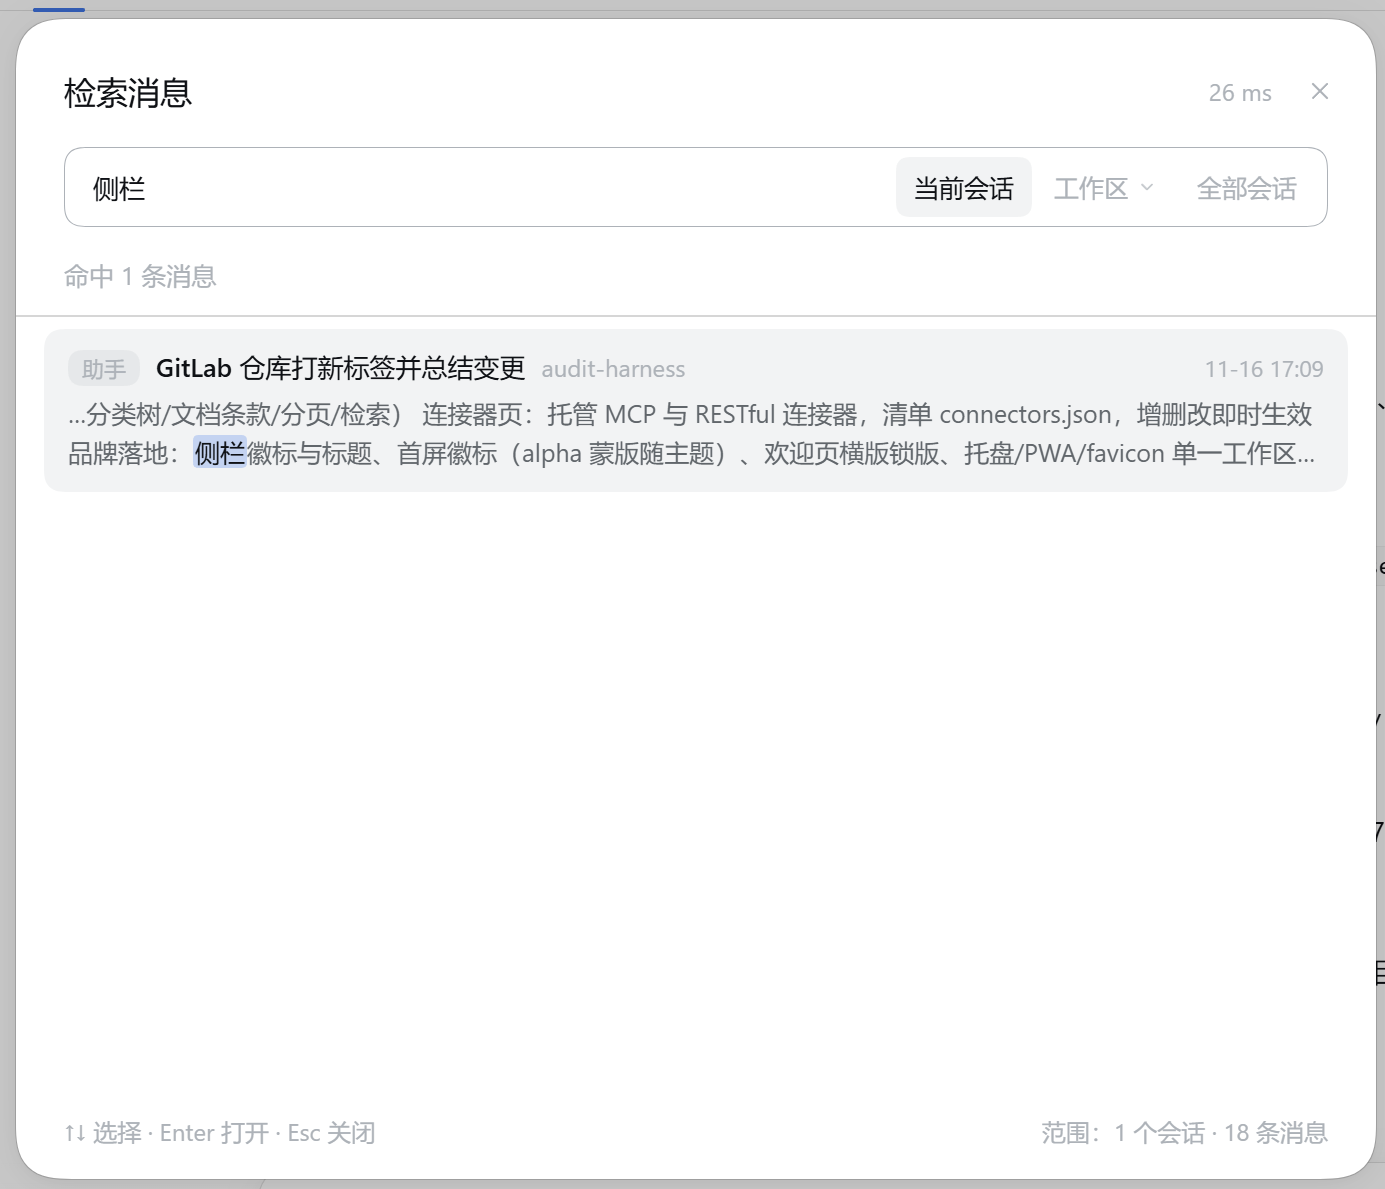 检索消息
26 ms
侧栏
当前会话 工作区 全部会话
命中 1 条消息
助手 GitLab 仓库打新标签并总结变更 audit-harness 11-16 17:09
...分类树/文档条款/分页/检索） 连接器页：托管 MCP 与 RESTful 连接器，清单 connectors.json，增删改即时生效
品牌落地：侧栏徽标与标题、首屏徽标（alpha 蒙版随主题）、欢迎页横版锁版、托盘/PWA/favicon 单一工作区...
↑↓ 选择 · Enter 打开 · Esc 关闭
范围：1 个会话 · 18 条消息